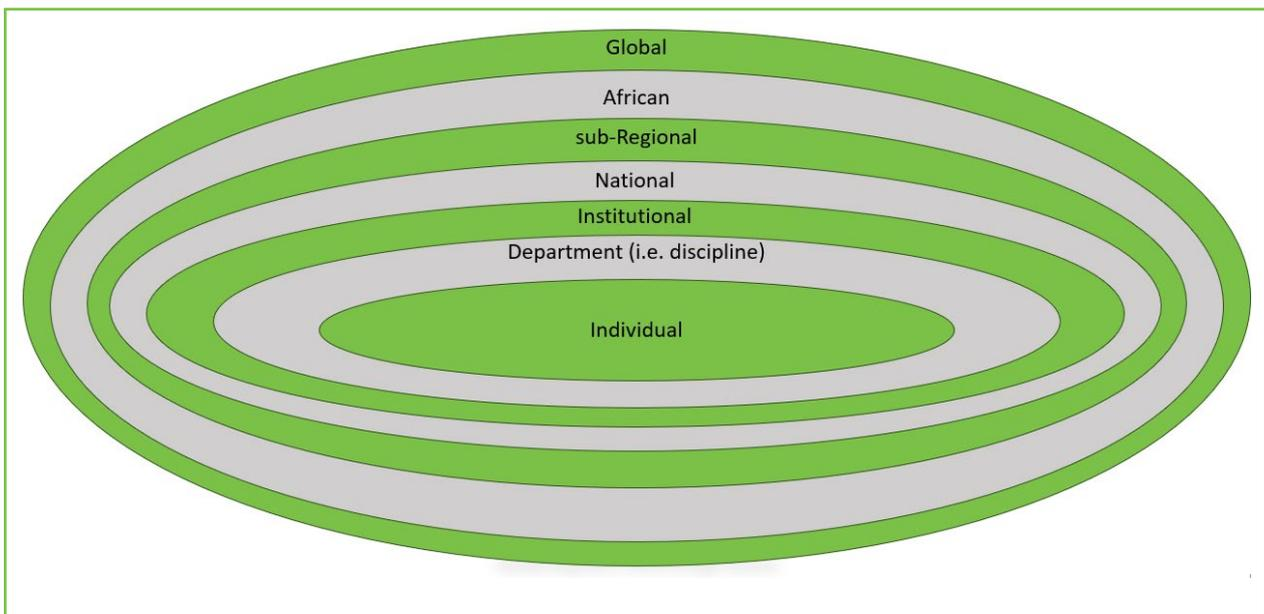 Global
African
sub-Regional
National
Institutional
Department (i.e. discipline)
Individual